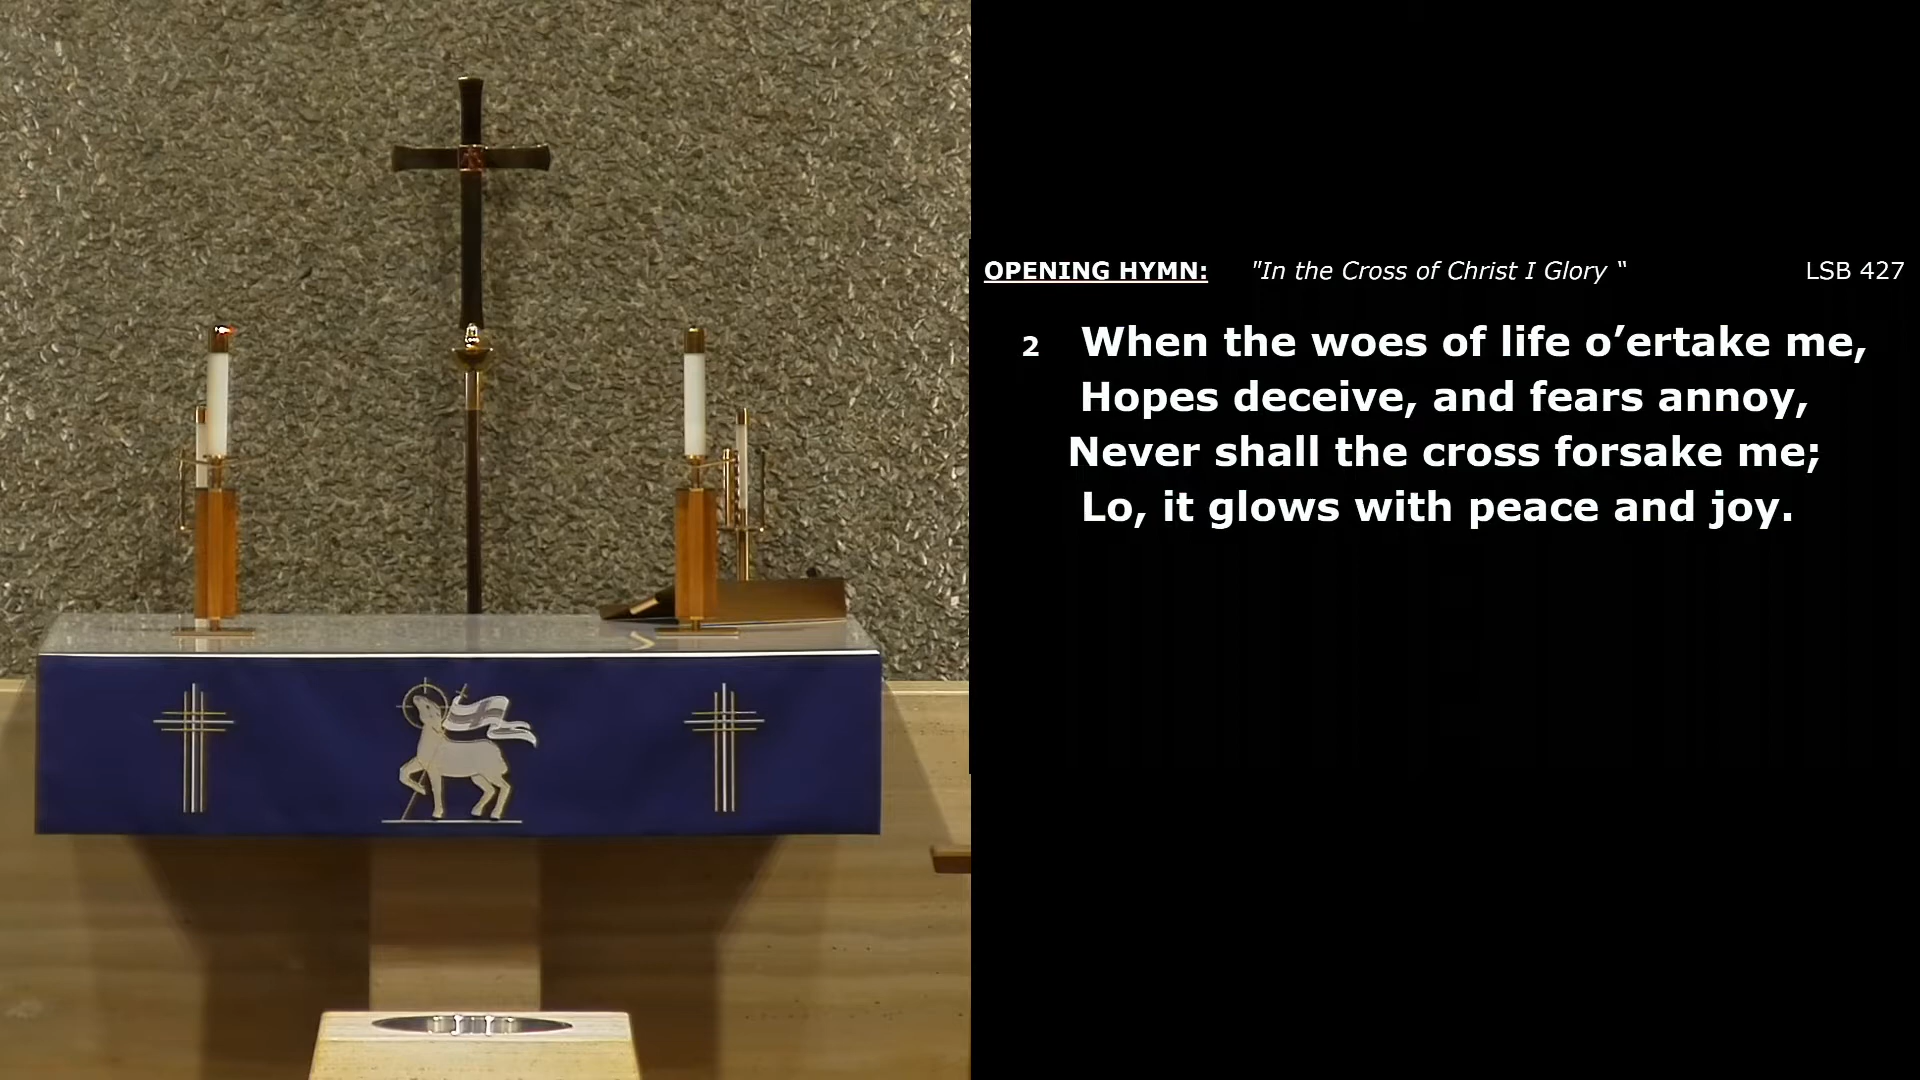 OPENING HYMN: "In the Cross of Christ I Glory “ LSB 427
2 When the woes of life o’ertake me,
Hopes deceive, and fears annoy,
Never shall the cross forsake me;
Lo, it glows with peace and joy.